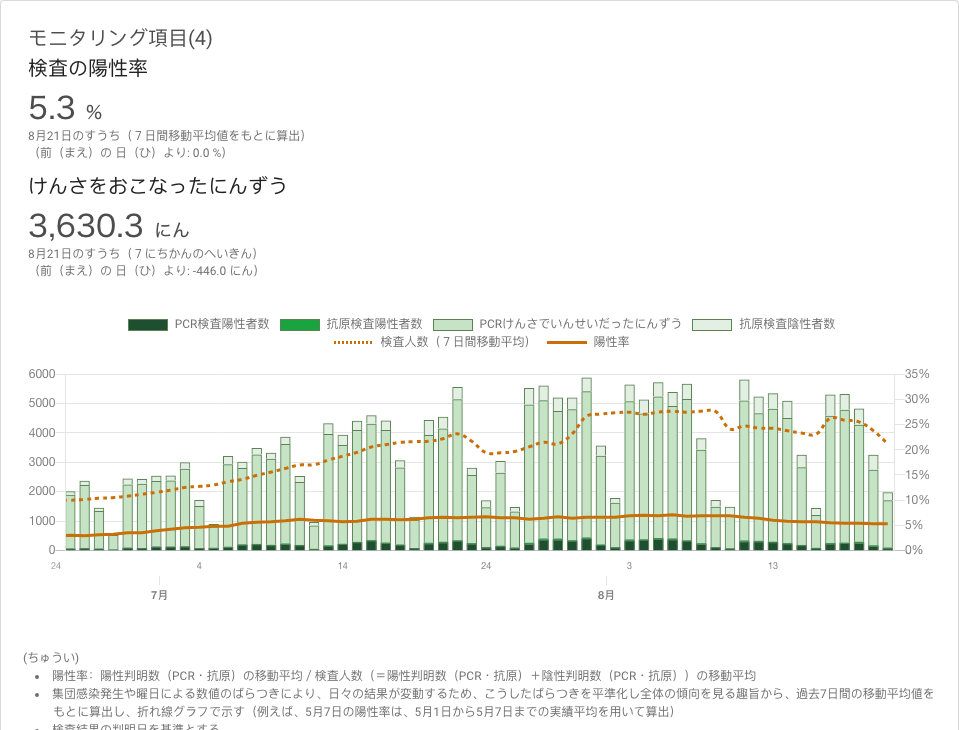 モニタリング項目(4)
検査の陽性率
5.3 %
8月21日のすうち（７日間移動平均値をもとに算出）
（前（まえ）の 日（ひ）より: 0.0 %）
けんさをおこなったにんずう
3,630.3 にん
8月21日のすうち（７にちかんのへいきん）
（前（まえ）の 日（ひ）より: -446.0 にん）
PCR検査陽性者数 抗原検査陽性者数 PCRけんさでいんせいだったにんずう 抗原検査陰性者数
検査人数（７日間移動平均） 陽性率
6000 35%
5000 30%
4000 25%
3000 20%
2000 15%
1000 10%
0 5%
0%
24 4 14 24 3 13
7月 8月
(ちゅうい)
• 陽性率：陽性判明数（PCR・抗原）の移動平均 / 検査人数（＝陽性判明数（PCR・抗原）＋陰性判明数（PCR・抗原））の移動平均
• 集団感染発生や曜日による数値のばらつきにより、日々の結果が変動するため、こうしたばらつきを平準化し全体の傾向を見る趣旨から、過去7日間の移動平均値を
もとに算出し、折れ線グラフで示す（例えば、5月7日の陽性率は、5月1日から5月7日までの実績平均を用いて算出）
• 検査結果の判明日を基準とする